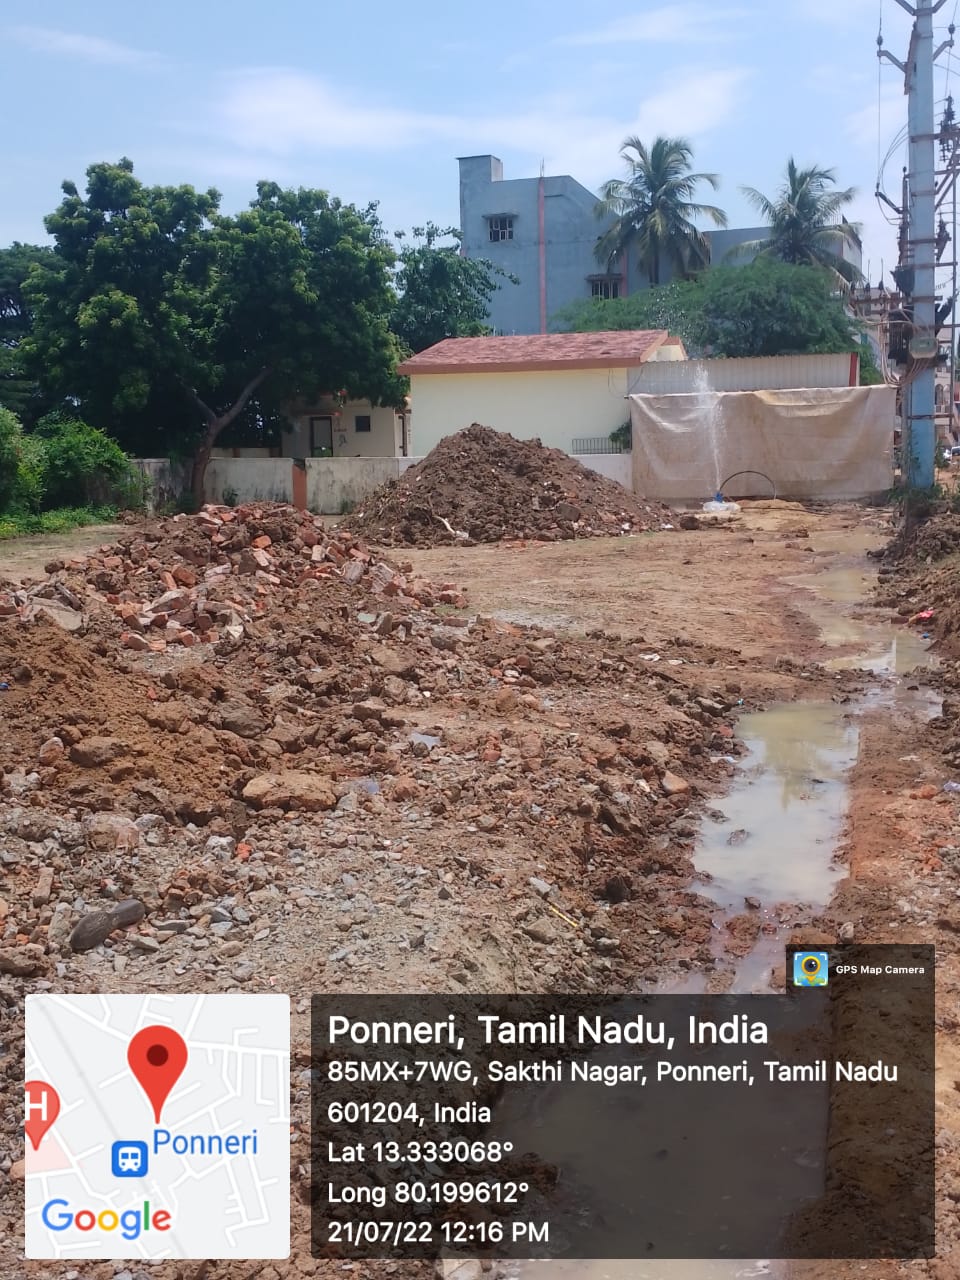 GPS Map Camera
Ponneri, Tamil Nadu, India
85MX+7WG, Sakthi Nagar, Ponneri, Tamil Nadu
601204, India
Lat 13.333068°
Long 80.199612°
21/07/22 12:16 PM
H
Ponneri
Google